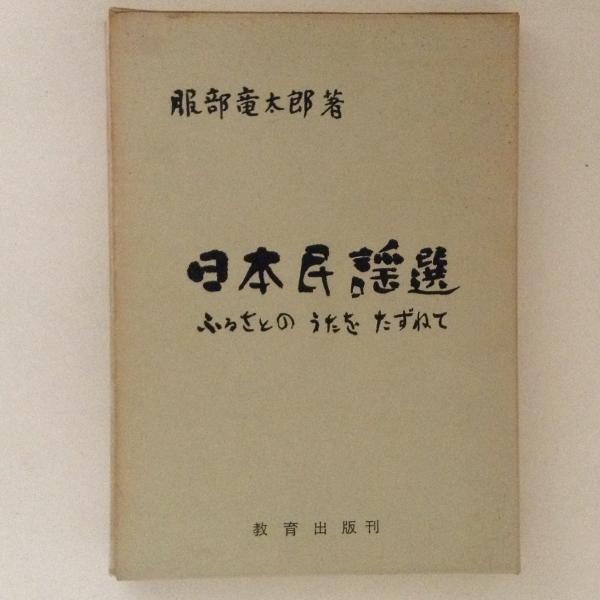 服部竜太郎著
日本民謡選
ふるさとの うたを たずねて
教育出版刊